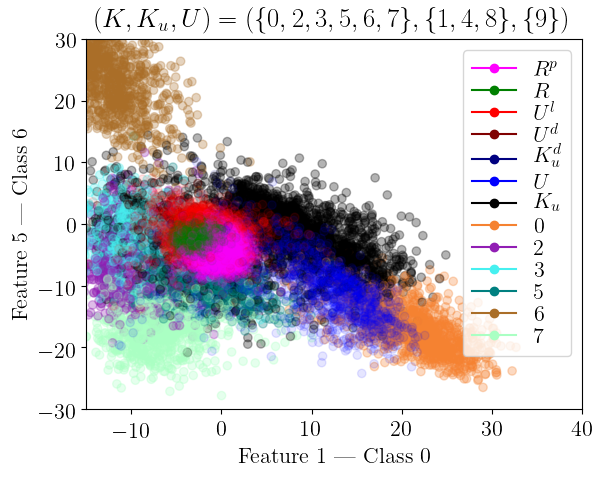 (K, K_u, U) = ({0, 2, 3, 5, 6, 7}, {1, 4, 8}, {9})
30
20
10
0
−10
−20
−30
Feature 5 — Class 6
R^p
R
U^l
U^d
K_u^d
U
K_u
0
2
3
5
6
7
−10
0
10
20
30
40
Feature 1 — Class 0